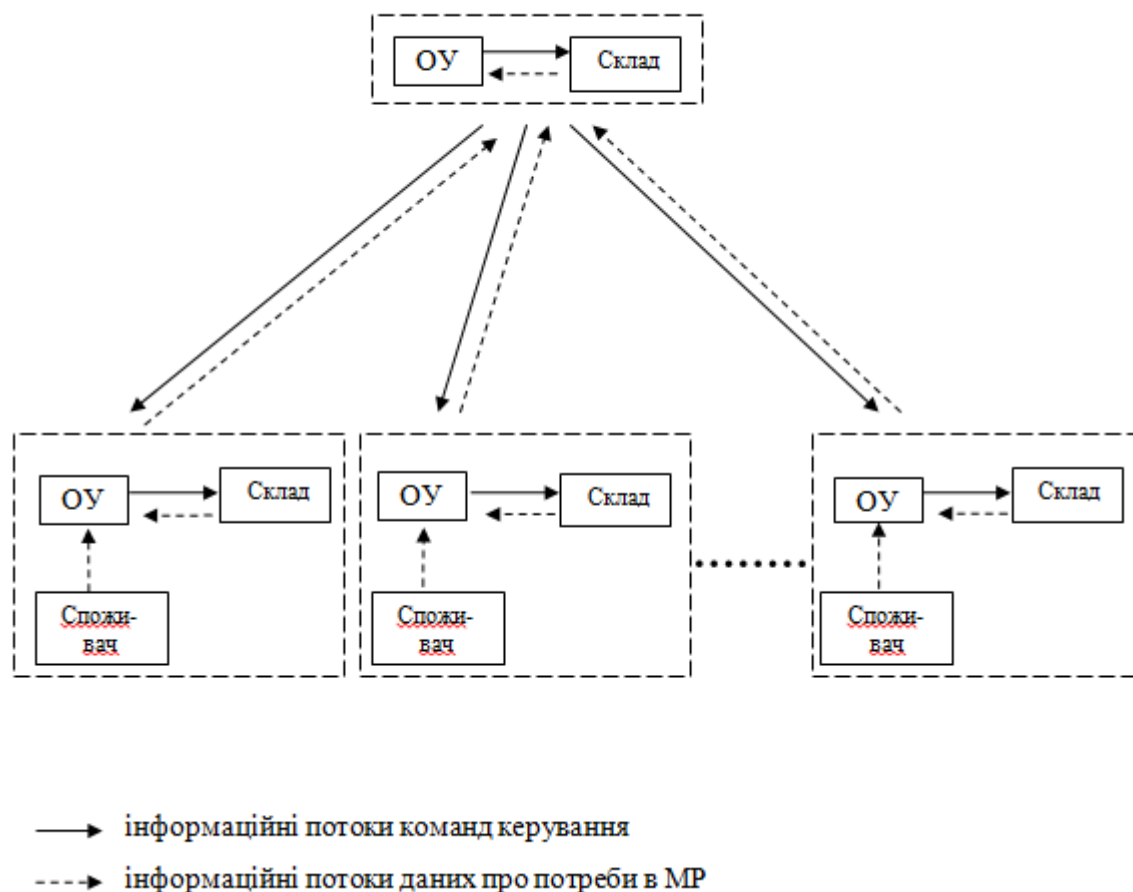 ОУ
Склад
ОУ
Склад
ОУ
Склад
ОУ
Склад
Спожи-
вач
Спожи-
вач
Спожи-
вач
інформаційні потоки команд керування
інформаційні потоки даних про потреби в МР